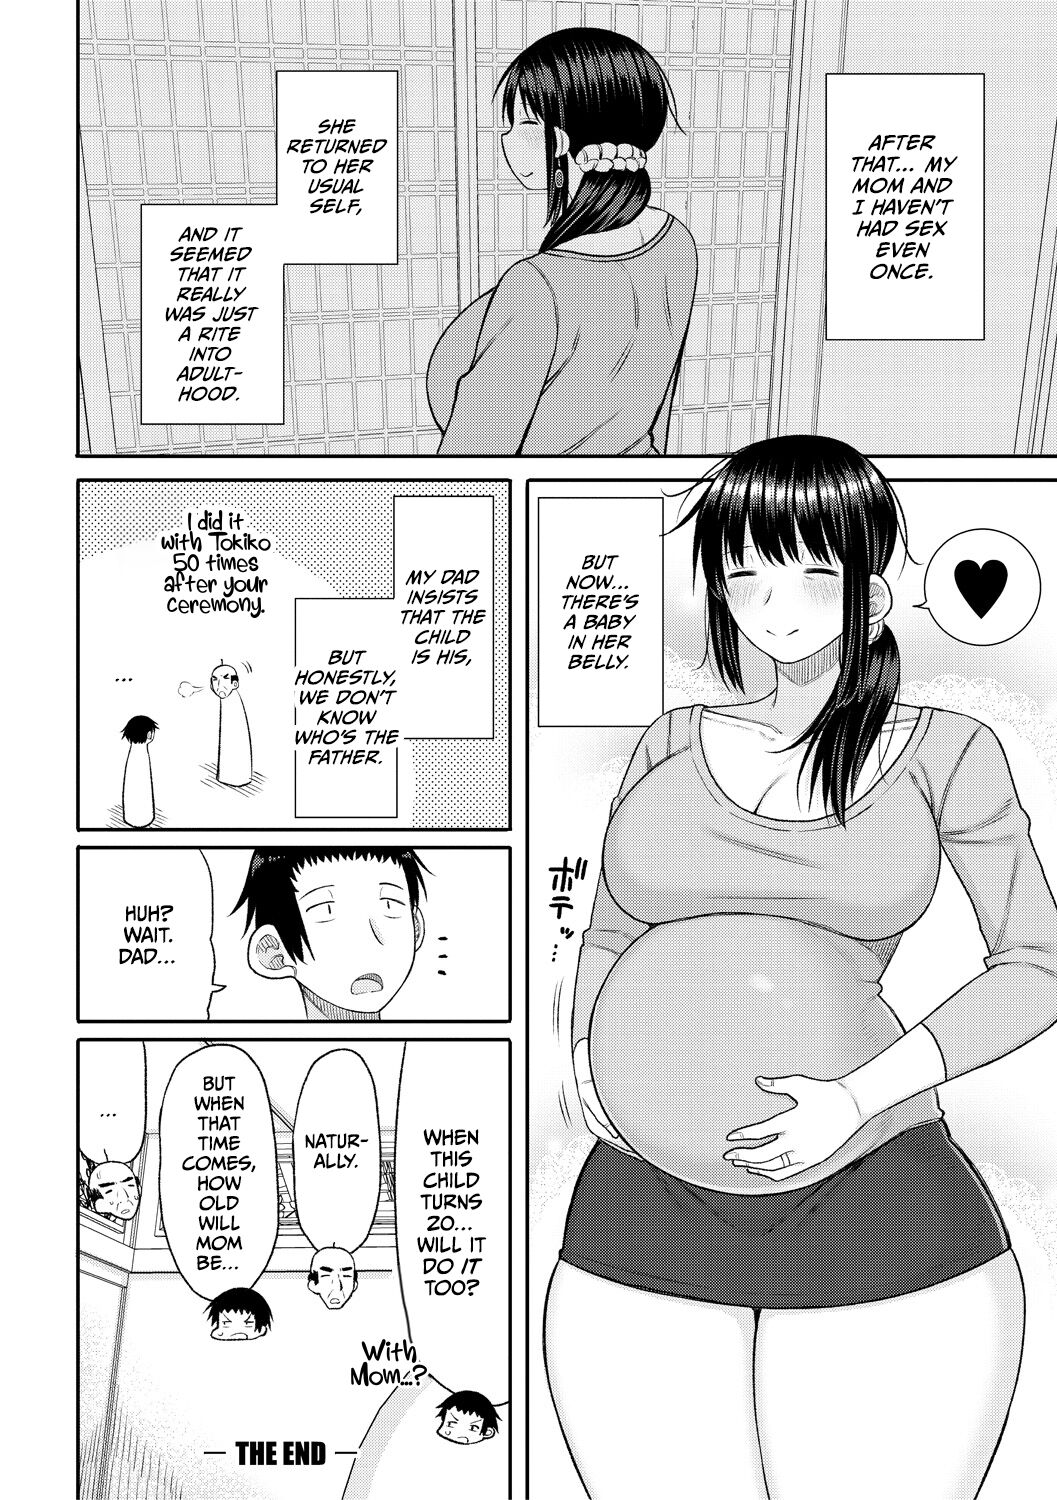 AFTER
THAT... MY
MOM AND
I HAVEN'T
HAD SEX
EVEN
ONCE.
SHE
RETURNED
TO HER
USUAL
SELF,
AND IT
SEEMED
THAT IT
REALLY
WAS JUST
A RITE
INTO
ADULT-
HOOD.
BUT
NOW...
THERE'S
A BABY
IN HER
BELLY.
ボテッ…
MY DAD
INSISTS
THAT THE
CHILD
IS HIS,
BUT
HONESTLY,
WE DON'T
KNOW
WHO'S THE
FATHER.
I did it
with Tokiko
50 times
after your
ceremony.
...
HUH?
WAIT.
DAD...
WHEN
THIS
CHILD
TURNS
20...
WILL IT
DO IT
TOO?
With
Mom...?
NATUR-
ALLY.
BUT
WHEN
THAT
TIME
COMES,
HOW
OLD
WILL
MOM
BE...
...
— THE END —